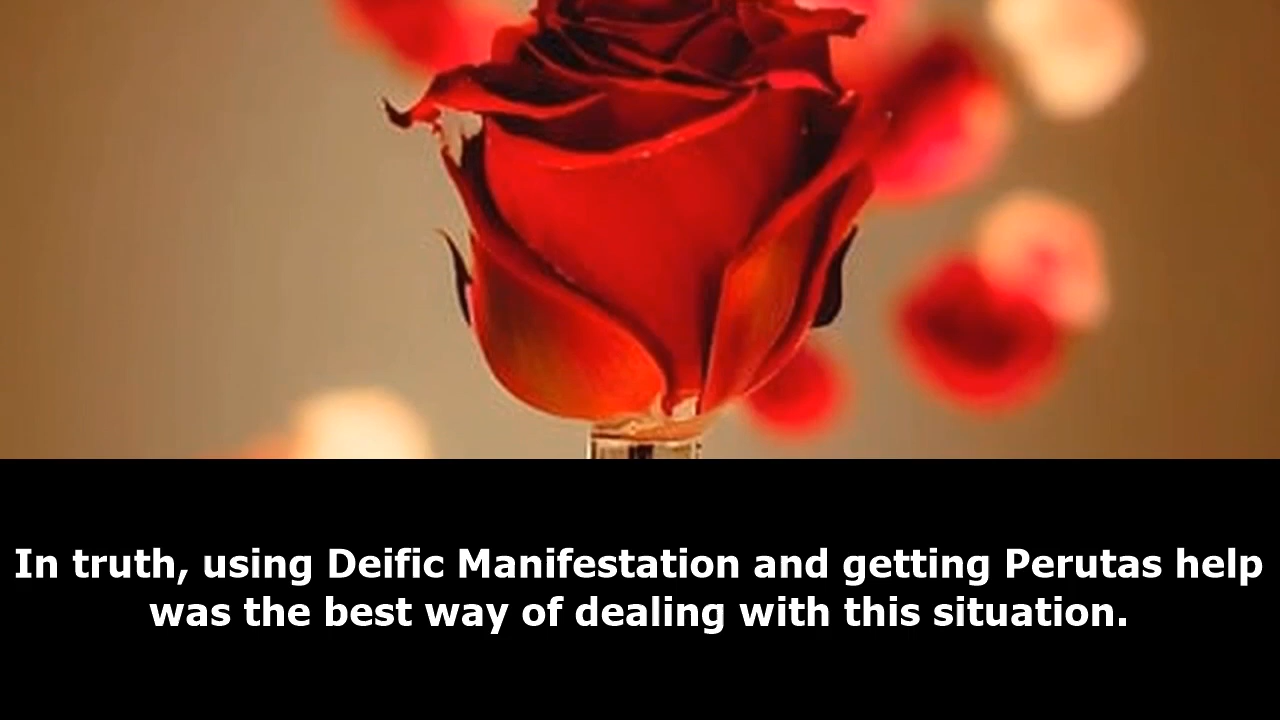 In truth, using Deific Manifestation and getting Perutas help
was the best way of dealing with this situation.